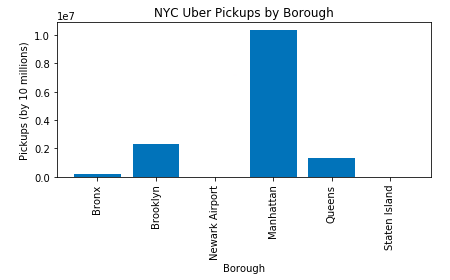 NYC Uber Pickups by Borough
1e7
Pickups (by 10 millions)
1.0
0.8
0.6
0.4
0.2
0.0
Bronx
Brooklyn
Newark Airport
Manhattan
Queens
Staten Island
Borough